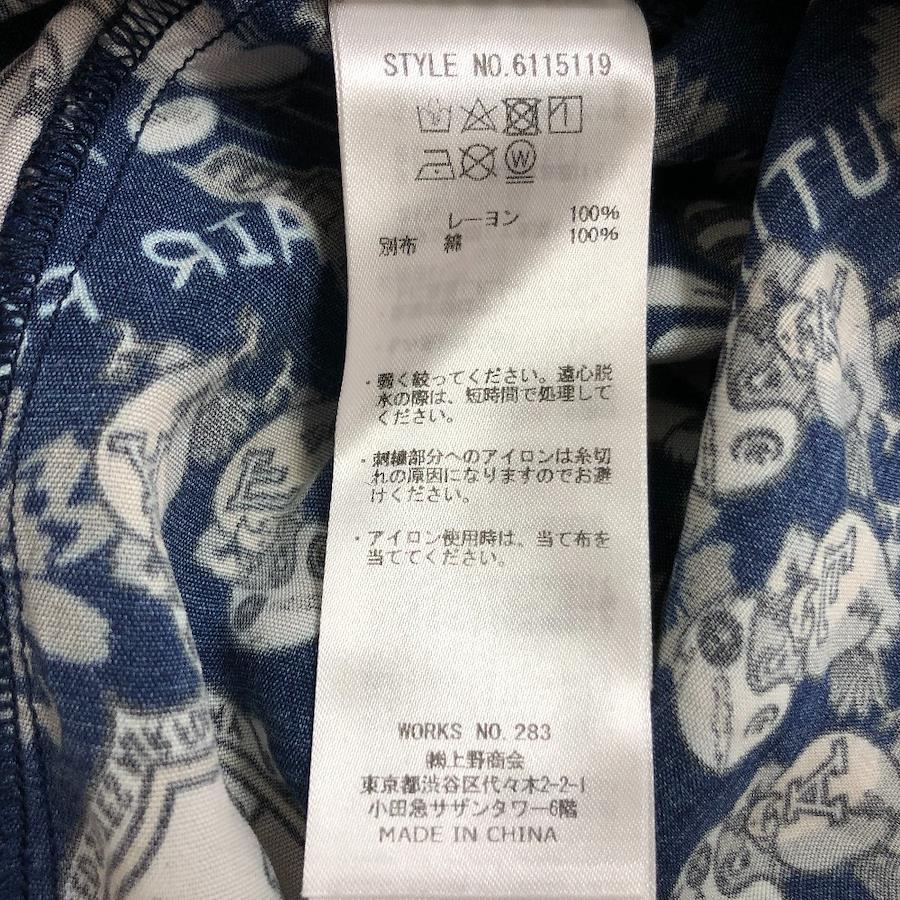 STYLE NO.6115119
レーヨン 100%
別布 綿 100%
・弱く絞ってください。遠心脱
水の際は、短時間で処理して
ください。
・刺繍部分へのアイロンは糸切
れの原因になりますのでお避
けください。
・アイロン使用時は、当て布を
当ててください。
WORKS NO.283
㈱上野商会
東京都渋谷区代々木2-2-1
小田急サザンタワー6階
MADE IN CHINA